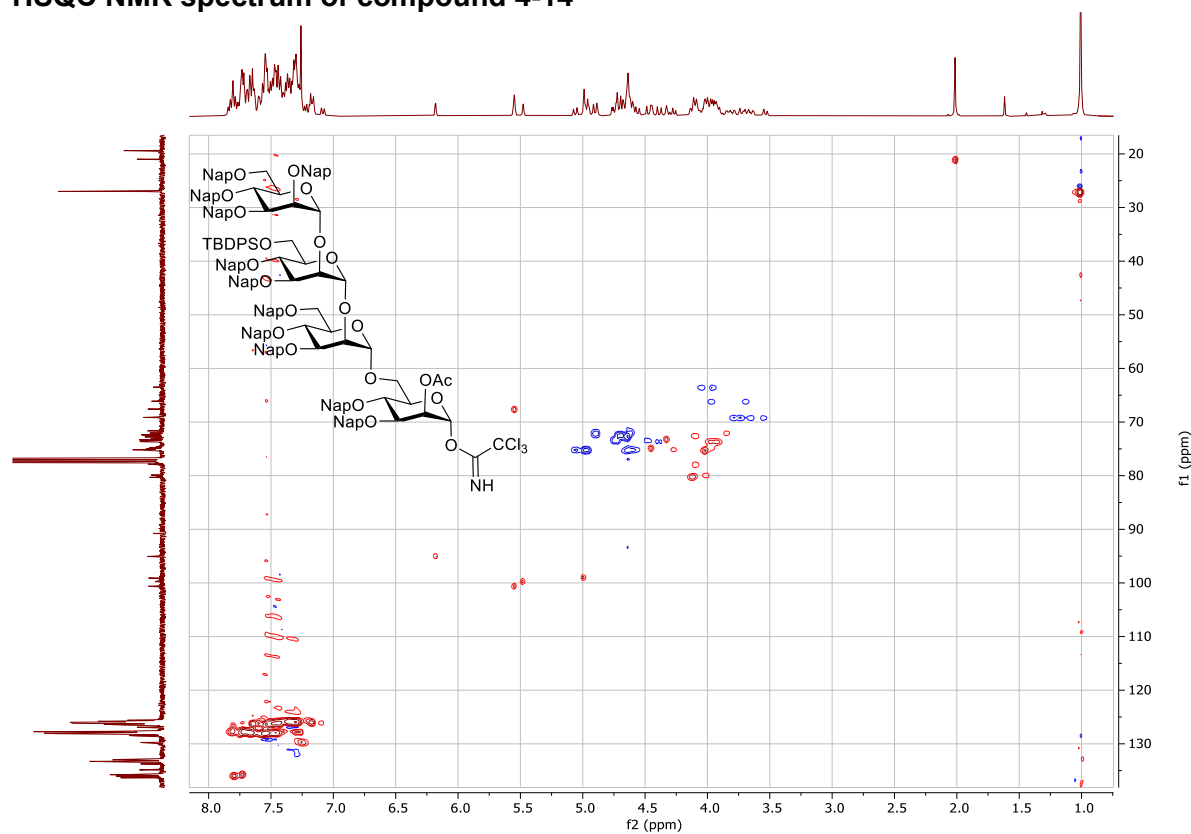 HSQC NMR spectrum of compound 4-14
NapO
ONap
NapO
O
NapO
O
TBDPSO
O
O
NapO
NapO
O
NapO
O
NapO
NapO
O
OAc
NapO
O
NapO
O
CCl3
NH
20
30
40
50
60
70
80
90
100
110
120
130
f1 (ppm)
8.0 7.5 7.0 6.5 6.0 5.5 5.0 4.5 4.0 3.5 3.0 2.5 2.0 1.5 1.0
f2 (ppm)